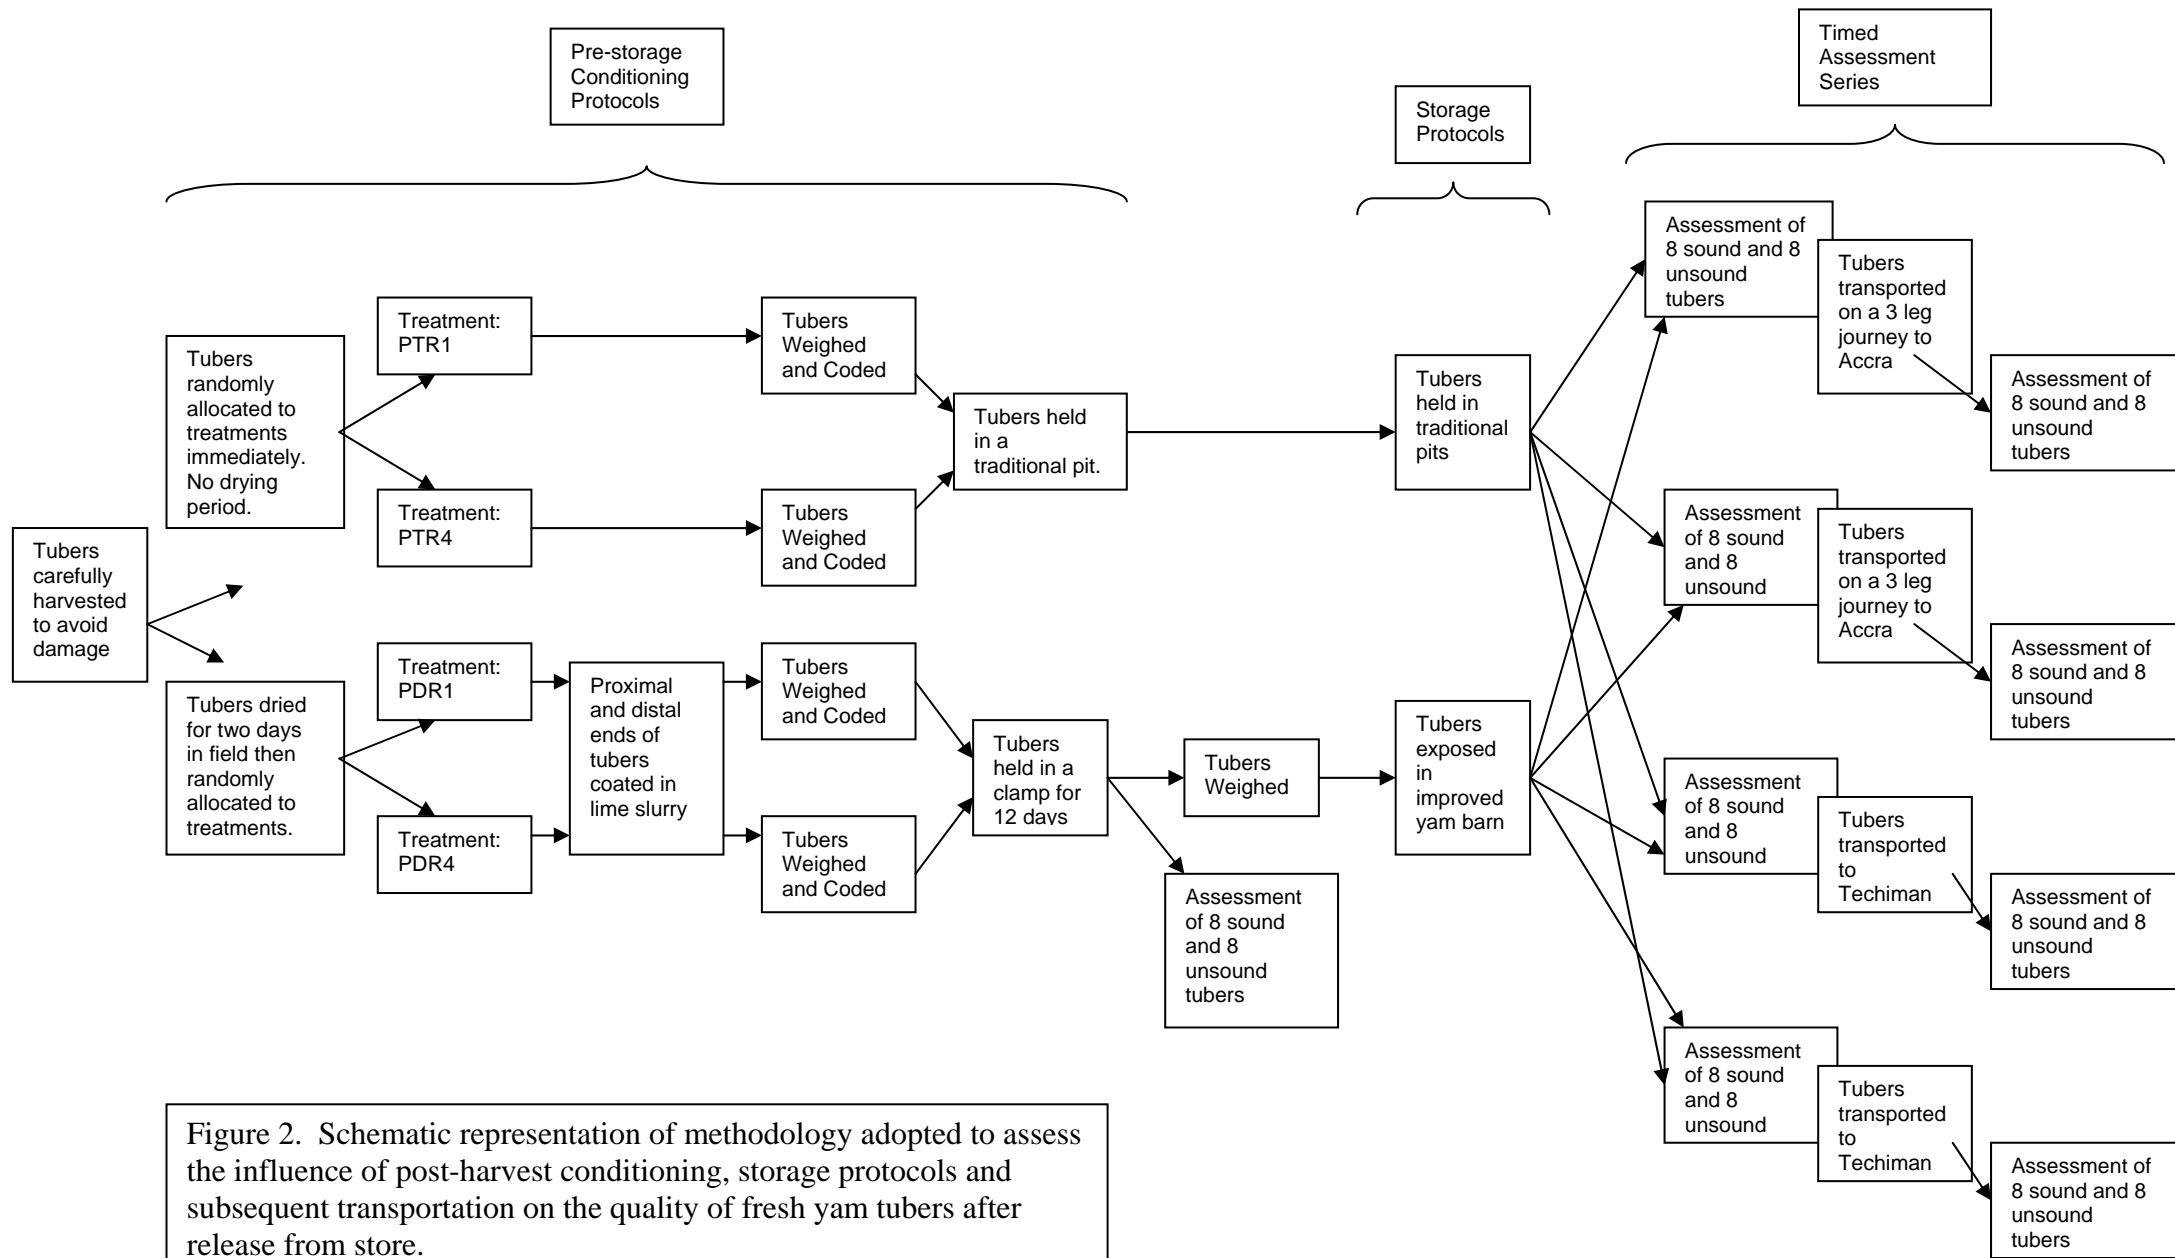 Pre-storage
Conditioning
Protocols
Storage
Protocols
Timed
Assessment
Series
Tubers
carefully
harvested
to avoid
damage
Tubers
randomly
allocated to
treatments
immediately.
No drying
period.
Treatment:
PTR1
Tubers
Weighed
and Coded
Treatment:
PTR4
Tubers
Weighed
and Coded
Tubers held
in a
traditional pit.
Tubers dried
for two days
in field then
randomly
allocated to
treatments.
Treatment:
PDR1
Treatment:
PDR4
Proximal
and distal
ends of
tubers
coated in
lime slurry
Tubers
Weighed
and Coded
Tubers
Weighed
and Coded
Tubers
held in a
clamp for
12 days
Tubers
Weighed
Assessment
of 8 sound
and 8
unsound
tubers
Tubers
held in
traditional
pits
Tubers
exposed
in
improved
yam barn
Assessment of
8 sound and 8
unsound
tubers
Tubers
transported
on a 3 leg
journey to
Accra
Assessment of
8 sound and 8
unsound
tubers
Assessment
of 8 sound
and 8
unsound
Tubers
transported
on a 3 leg
journey to
Accra
Assessment of
8 sound and 8
unsound
tubers
Assessment
of 8 sound
and 8
unsound
Tubers
transported
to
Techiman
Assessment of
8 sound and 8
unsound
tubers
Assessment
of 8 sound
and 8
unsound
Tubers
transported
to
Techiman
Assessment of
8 sound and 8
unsound
tubers
Figure 2.  Schematic representation of methodology adopted to assess
the influence of post-harvest conditioning, storage protocols and
subsequent transportation on the quality of fresh yam tubers after
release from store.